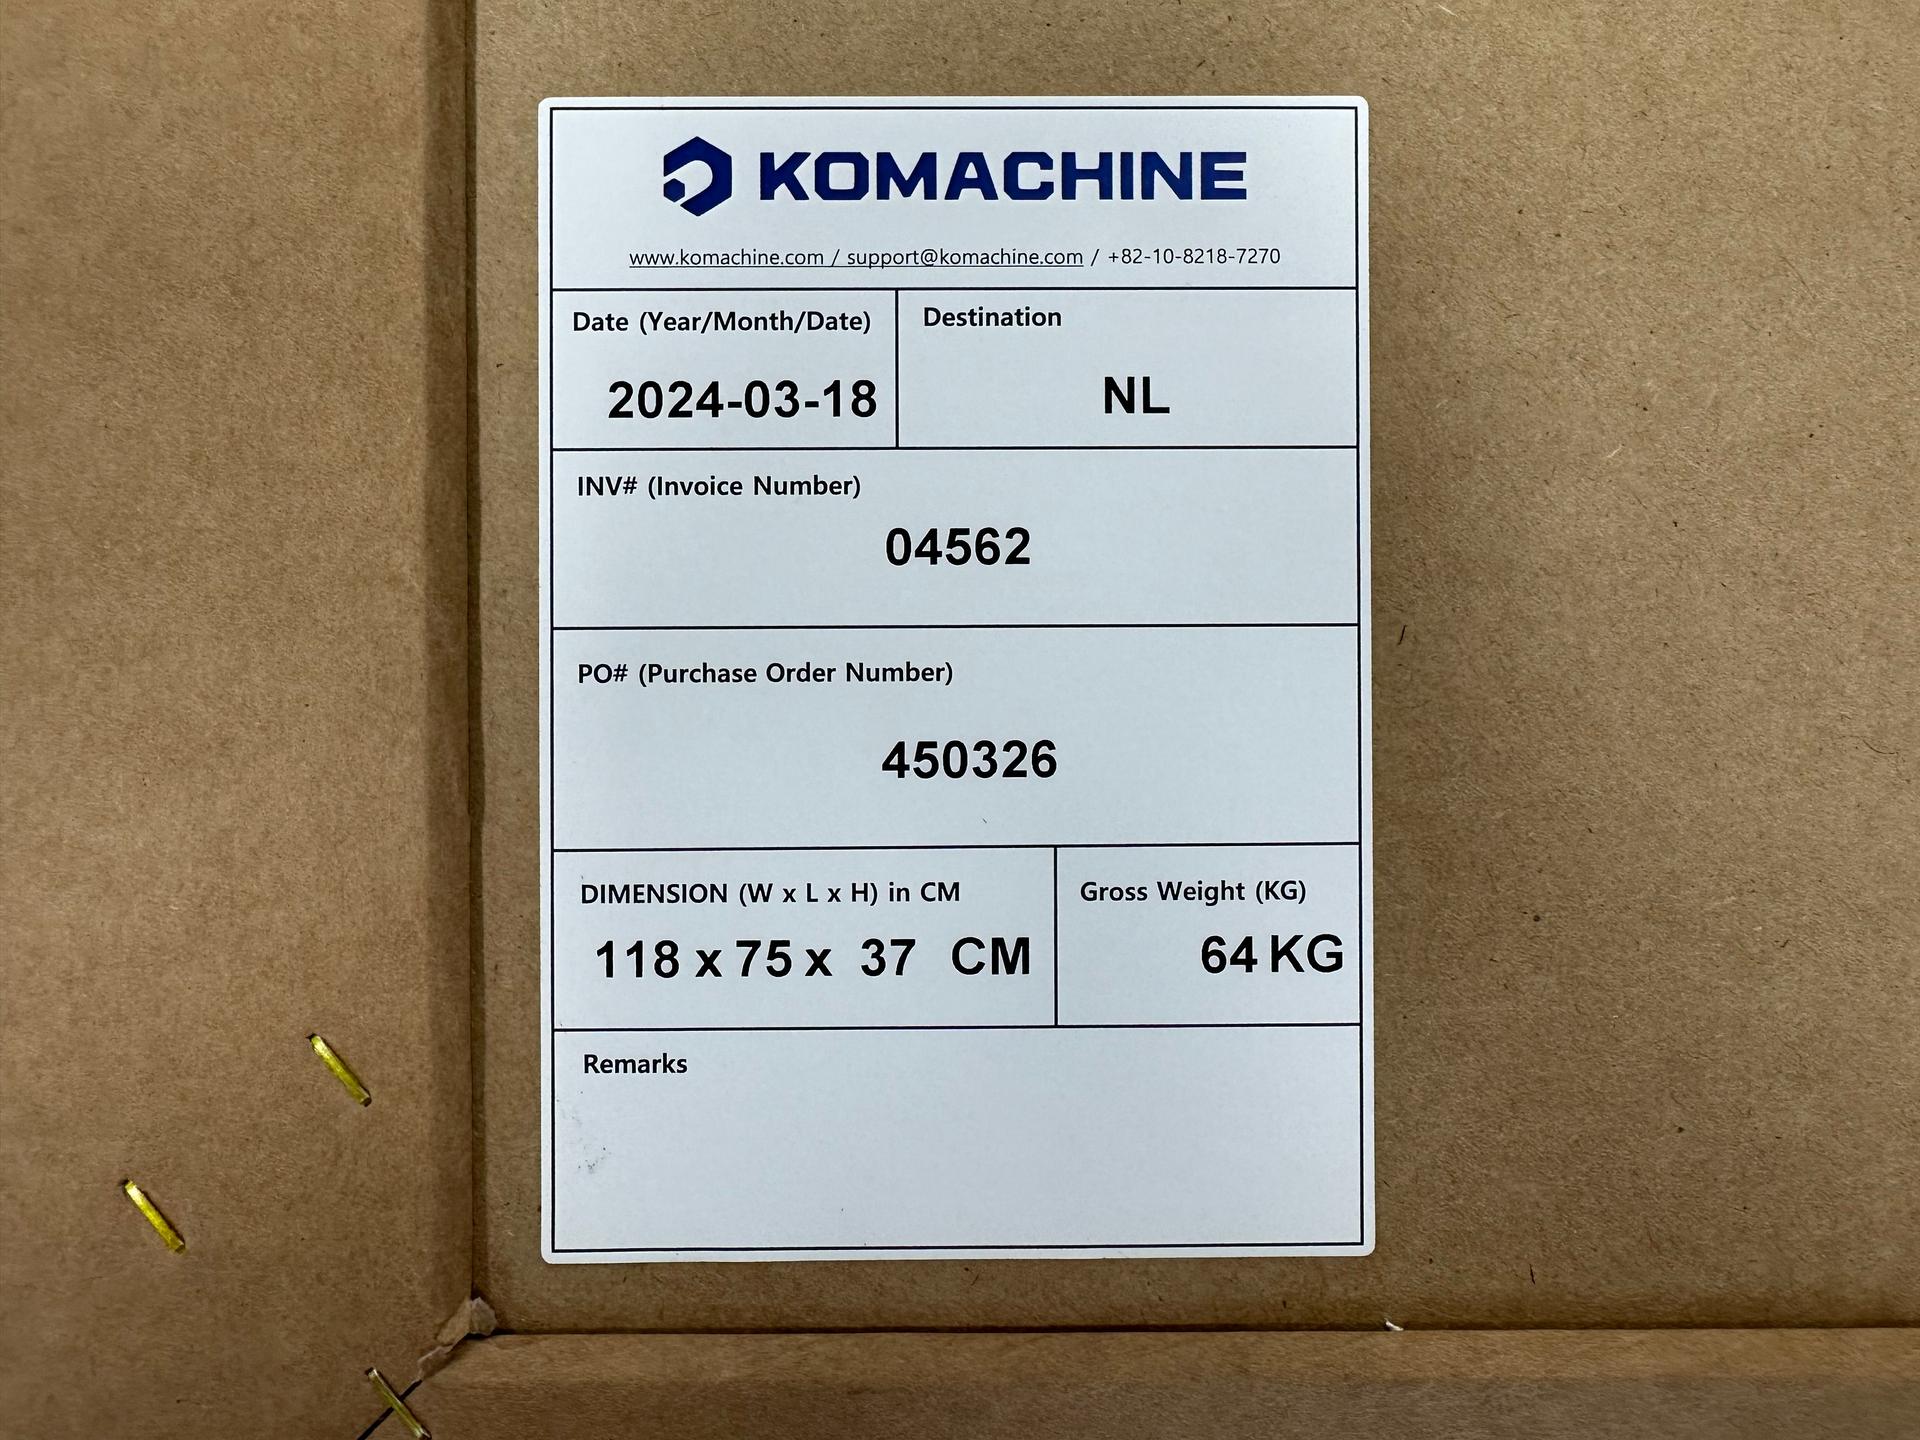 KOMACHINE
www.komachine.com / support@komachine.com / +82-10-8218-7270
Date (Year/Month/Date)
2024-03-18
Destination
NL
INV# (Invoice Number)
04562
PO# (Purchase Order Number)
450326
DIMENSION (W x L x H) in CM
118 x 75 x 37 CM
Gross Weight (KG)
64 KG
Remarks